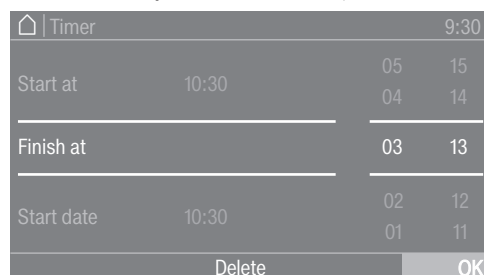 Timer 9:30
05 15
Start at 10:30
04 14
Finish at 03 13
02 12
Start date 10:30
01 11
Delete OK